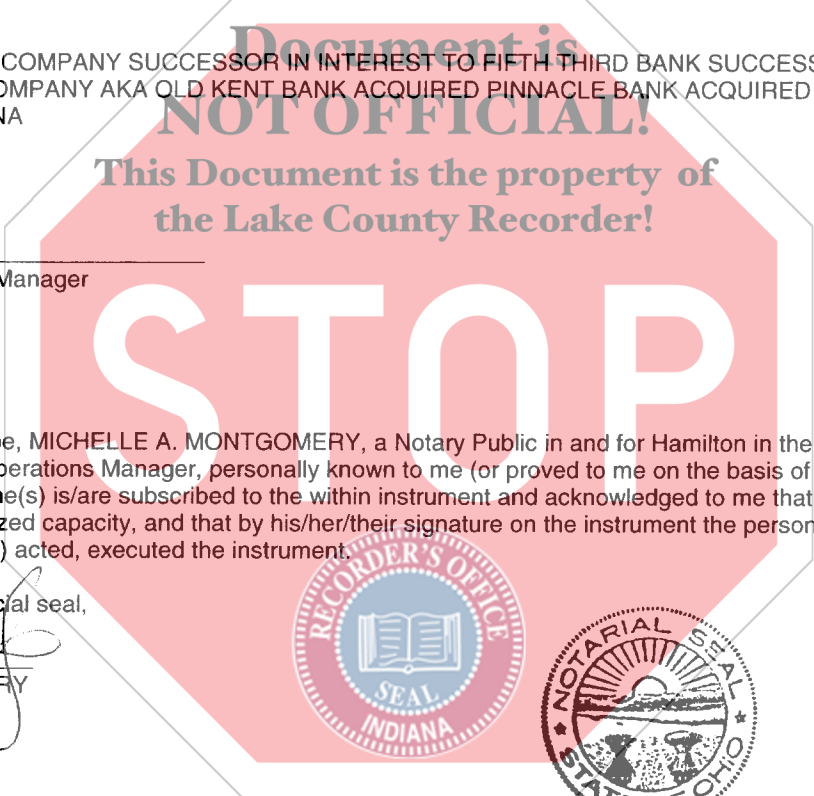 Document is
COMPANY SUCCESSOR IN INTEREST TO FIFTH THIRD BANK SUCCESS
OMPANY AKA OLD KENT BANK ACQUIRED PINNACLE BANK ACQUIRED
NA
NOT OFFICIAL!
This Document is the property of
the Lake County Recorder!
Manager
STOP
e, MICHELLE A. MONTGOMERY, a Notary Public in and for Hamilton in the
perations Manager, personally known to me (or proved to me on the basis of
e(s) is/are subscribed to the within instrument and acknowledged to me that
zed capacity, and that by his/her/their signature on the instrument the person
) acted, executed the instrument.
cial seal,
RY
RECORDER'S OFFICE
SEAL
INDIANA
NOTARIAL SEAL
STATE OF OHIO